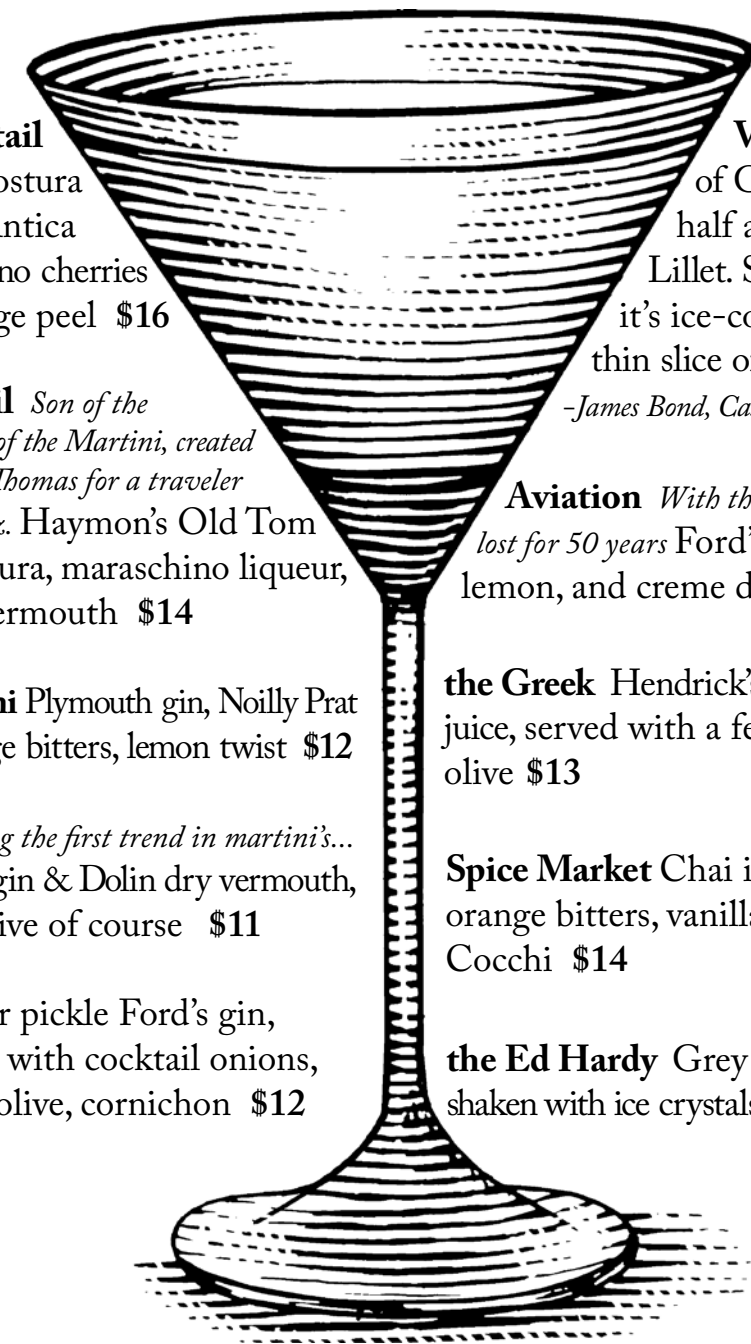 tail
ostura
ntica
no cherries
ge peel $16
il Son of the
of the Martini, created
Thomas for a traveler
z. Haymon's Old Tom
ura, maraschino liqueur,
ermouth $14
ni Plymouth gin, Noilly Prat
ge bitters, lemon twist $12
g the first trend in martini's...
gin & Dolin dry vermouth,
ive of course $11
r pickle Ford's gin,
with cocktail onions,
olive, cornichon $12
V
of G
half a
Lillet. S
it's ice-co
thin slice o
-James Bond, Ca
Aviation With th
lost for 50 years Ford'
lemon, and creme d
the Greek Hendrick's
juice, served with a fe
olive $13
Spice Market Chai i
orange bitters, vanilla
Cocchi $14
the Ed Hardy Grey
shaken with ice crystals